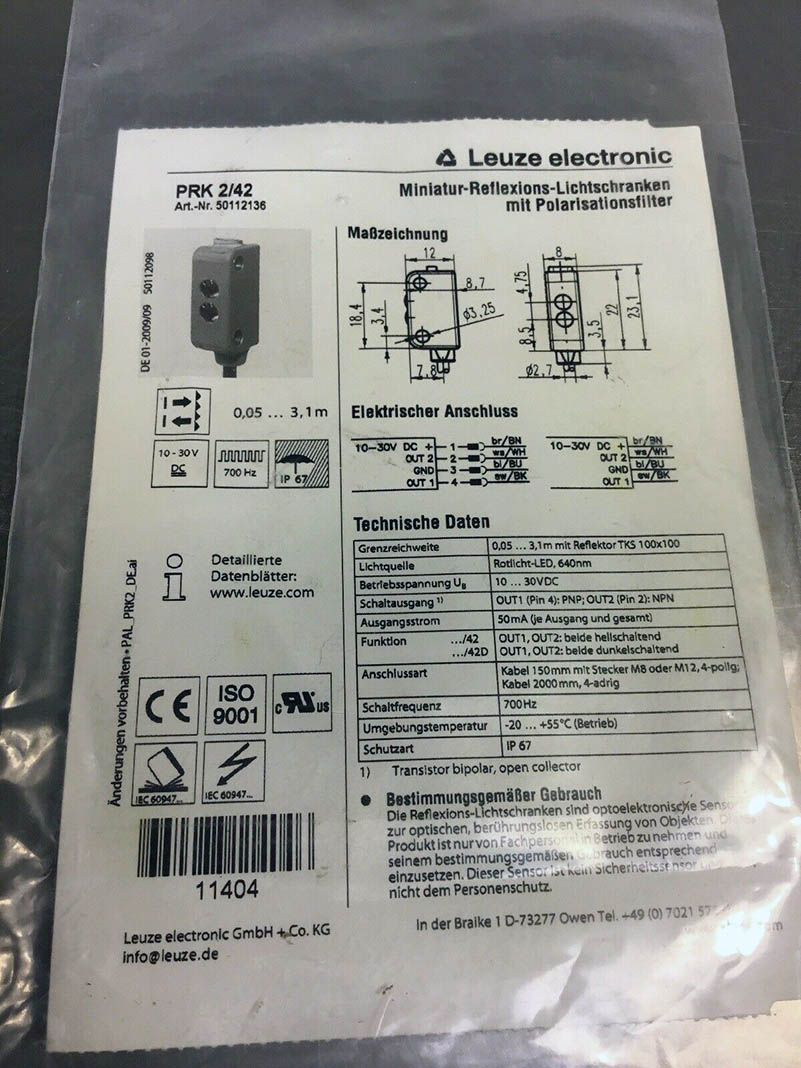 Leuze electronic
PRK 2/42
Art.-Nr. 50112136
Miniatur-Reflexions-Lichtschranken
mit Polarisationsfilter
DE 01-2009/09 50112098
Maßzeichnung
12
8,7
18,4
3,4
Ø3,25
7,8
8
4,75
8,5
3,5
22
23,1
Ø2,7
0,05 ... 3,1m
10 - 30V
DC
700 Hz
IP 67
Elektrischer Anschluss
10-30V DC + 1 br/BN
OUT 2 2 ws/WH
GND 3 bl/BU
OUT 1 4 sw/BK
10-30V DC + br/BN
OUT 2 ws/WH
GND bl/BU
OUT 1 sw/BK
Detaillierte
Datenblätter:
www.leuze.com
Technische Daten
Grenzreichweite 0,05 ... 3,1m mit Reflektor TKS 100x100
Lichtquelle Rotlicht-LED, 640nm
Betriebsspannung UB 10 ... 30VDC
Schaltausgang 1) OUT1 (Pin 4): PNP; OUT2 (Pin 2): NPN
Ausgangsstrom 50mA (je Ausgang und gesamt)
Funktion .../42 OUT1, OUT2: beide hellschaltend
.../42D OUT1, OUT2: beide dunkelschaltend
Anschlussart Kabel 150mm mit Stecker M8 oder M12, 4-polig;
Kabel 2000mm, 4-adrig
Schaltfrequenz 700Hz
Umgebungstemperatur -20 ... +55°C (Betrieb)
Schutzart IP 67
1) Transistor bipolar, open collector
Änderungen vorbehalten • PAL_PRK2_DE.ai
CE
ISO
9001
c RU US
IEC 60947...
IEC 60947...
11404
● Bestimmungsgemäßer Gebrauch
Die Reflexions-Lichtschranken sind optoelektronische Senso
zur optischen, berührungslosen Erfassung von Objekten.
Produkt ist nur von Fachpersonal in Betrieb zu nehmen und
seinem bestimmungsgemäßen Gebrauch entsprechend
einzusetzen. Dieser Sensor ist kein Sicherheitssensor
nicht dem Personenschutz.
Leuze electronic GmbH + Co. KG
info@leuze.de
In der Braike 1 D-73277 Owen Tel. +49 (0) 7021